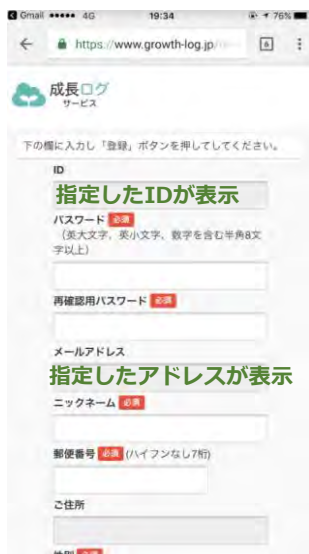 Gmail 4G 19:34 76%
https://www.growth-log.jp/
成長ログ
サービス
下の欄に入力し「登録」ボタンを押してしてください。
ID
指定したIDが表示
パスワード 必須
(英大文字、英小文字、数字を含む半角8文
字以上)
再確認用パスワード 必須
メールアドレス
指定したアドレスが表示
ニックネーム 必須
郵便番号 必須 (ハイフンなし7桁)
ご住所